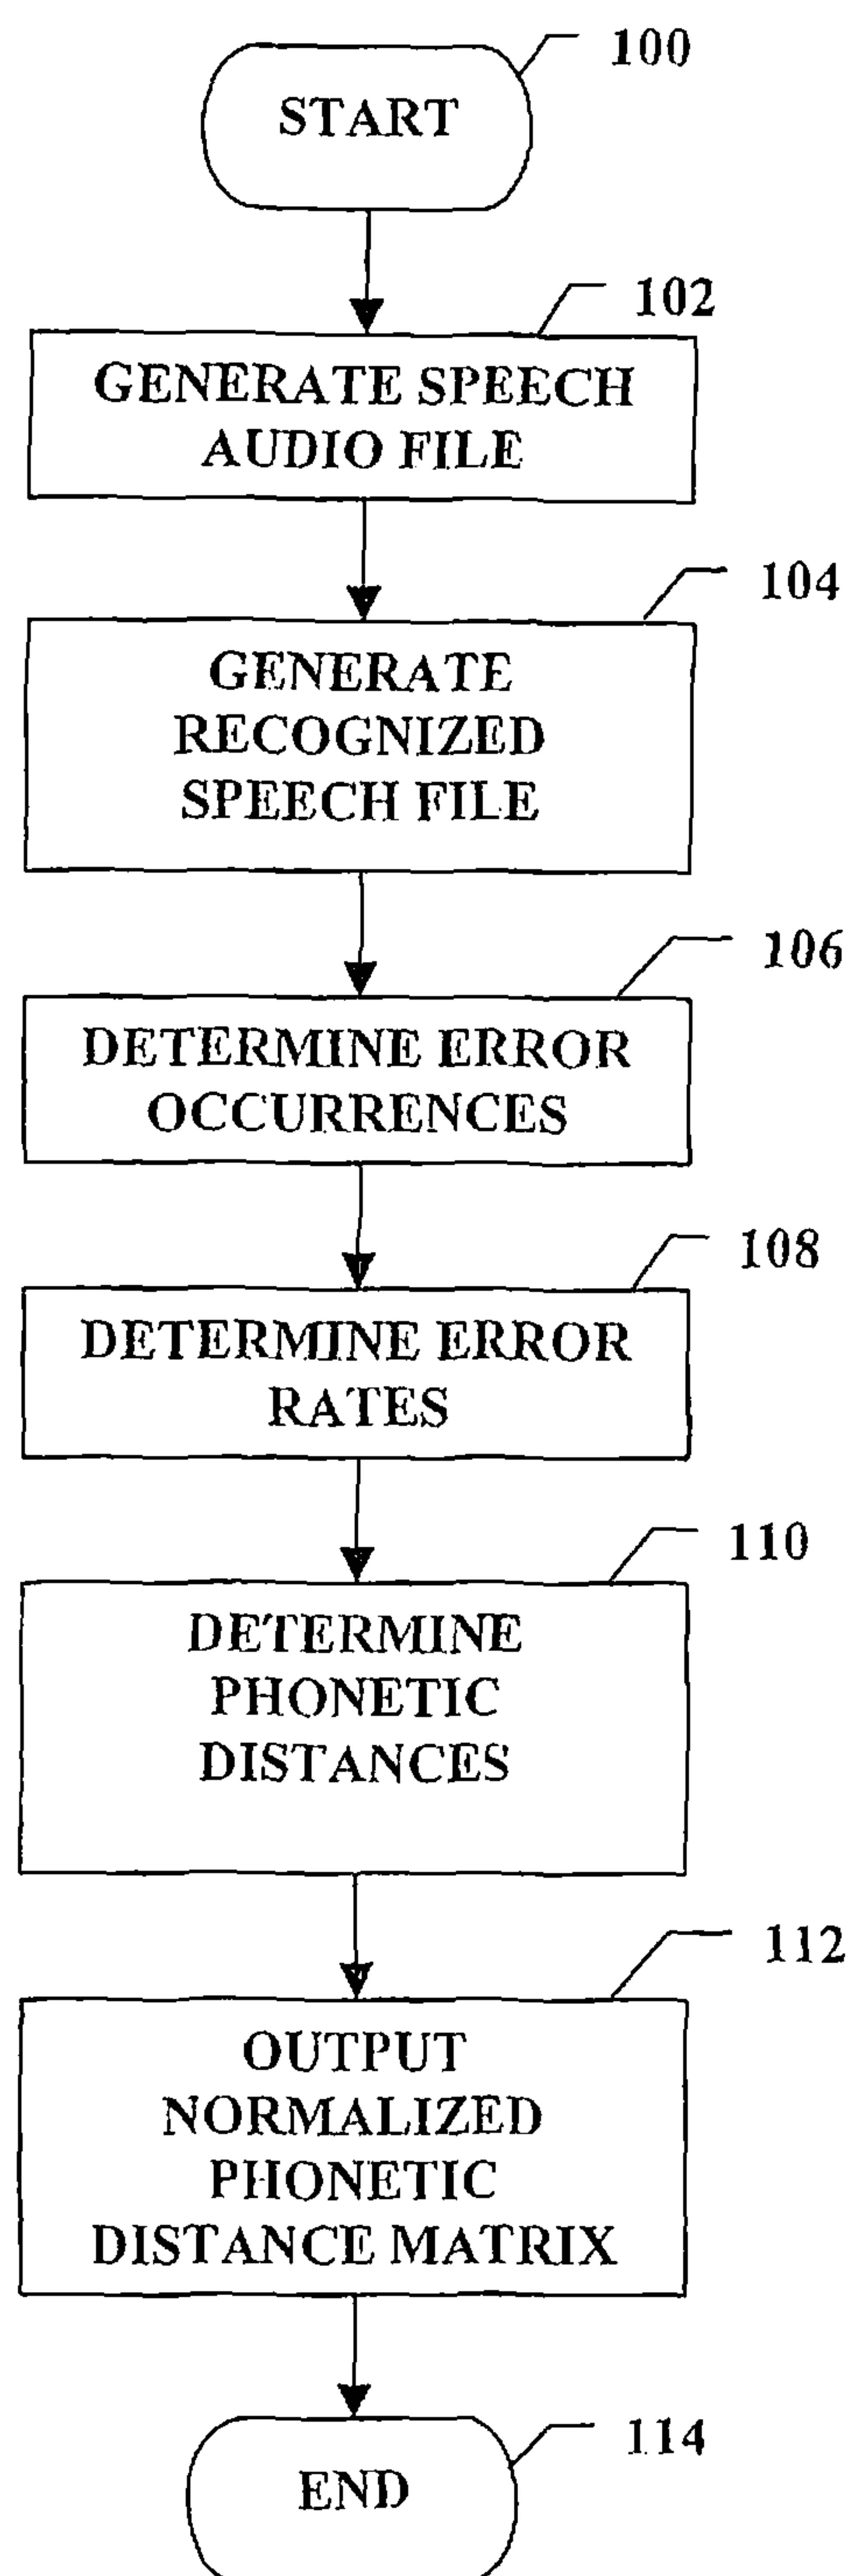 100
START
102
GENERATE SPEECH
AUDIO FILE
104
GENERATE
RECOGNIZED
SPEECH FILE
106
DETERMINE ERROR
OCCURRENCES
108
DETERMINE ERROR
RATES
110
DETERMINE
PHONETIC
DISTANCES
112
OUTPUT
NORMALIZED
PHONETIC
DISTANCE MATRIX
114
END